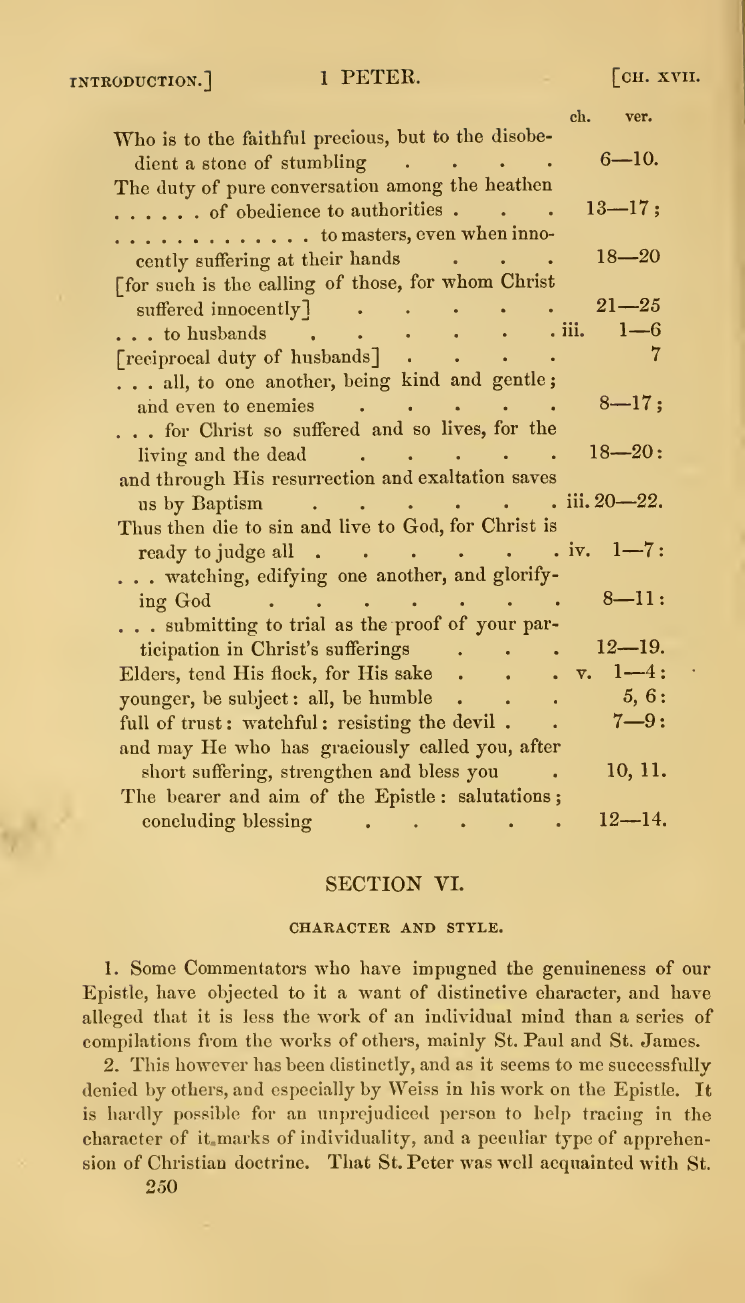 INTRODUCTION.] 1 PETER. [CH. XVII.
ch. ver.
Who is to the faithful precious, but to the disobe-
dient a stone of stumbling . . . . 6—10.
The duty of pure conversation among the heathen
. . . . . . of obedience to authorities . . . 13—17;
. . . . . . . . . . . . . to masters, even when inno-
cently suffering at their hands . . . 18—20
[for such is the calling of those, for whom Christ
suffered innocently] . . . . . 21—25
. . . to husbands . . . . . . iii. 1—6
[reciprocal duty of husbands] . . . . 7
. . . all, to one another, being kind and gentle;
and even to enemies . . . . . 8—17;
. . . for Christ so suffered and so lives, for the
living and the dead . . . . . 18—20:
and through His resurrection and exaltation saves
us by Baptism . . . . . . iii. 20—22.
Thus then die to sin and live to God, for Christ is
ready to judge all . . . . . . iv. 1—7:
. . . watching, edifying one another, and glorify-
ing God . . . . . . . 8—11:
. . . submitting to trial as the proof of your par-
ticipation in Christ's sufferings . . . 12—19.
Elders, tend His flock, for His sake . . . v. 1—4:
younger, be subject: all, be humble . . . 5, 6:
full of trust: watchful: resisting the devil . . 7—9:
and may He who has graciously called you, after
short suffering, strengthen and bless you . 10, 11.
The bearer and aim of the Epistle: salutations;
concluding blessing . . . . . 12—14.
SECTION VI.
CHARACTER AND STYLE.
1. Some Commentators who have impugned the genuineness of our
Epistle, have objected to it a want of distinctive character, and have
alleged that it is less the work of an individual mind than a series of
compilations from the works of others, mainly St. Paul and St. James.
2. This however has been distinctly, and as it seems to me successfully
denied by others, and especially by Weiss in his work on the Epistle. It
is hardly possible for an unprejudiced person to help tracing in the
character of it marks of individuality, and a peculiar type of apprehen-
sion of Christian doctrine. That St. Peter was well acquainted with St.
250